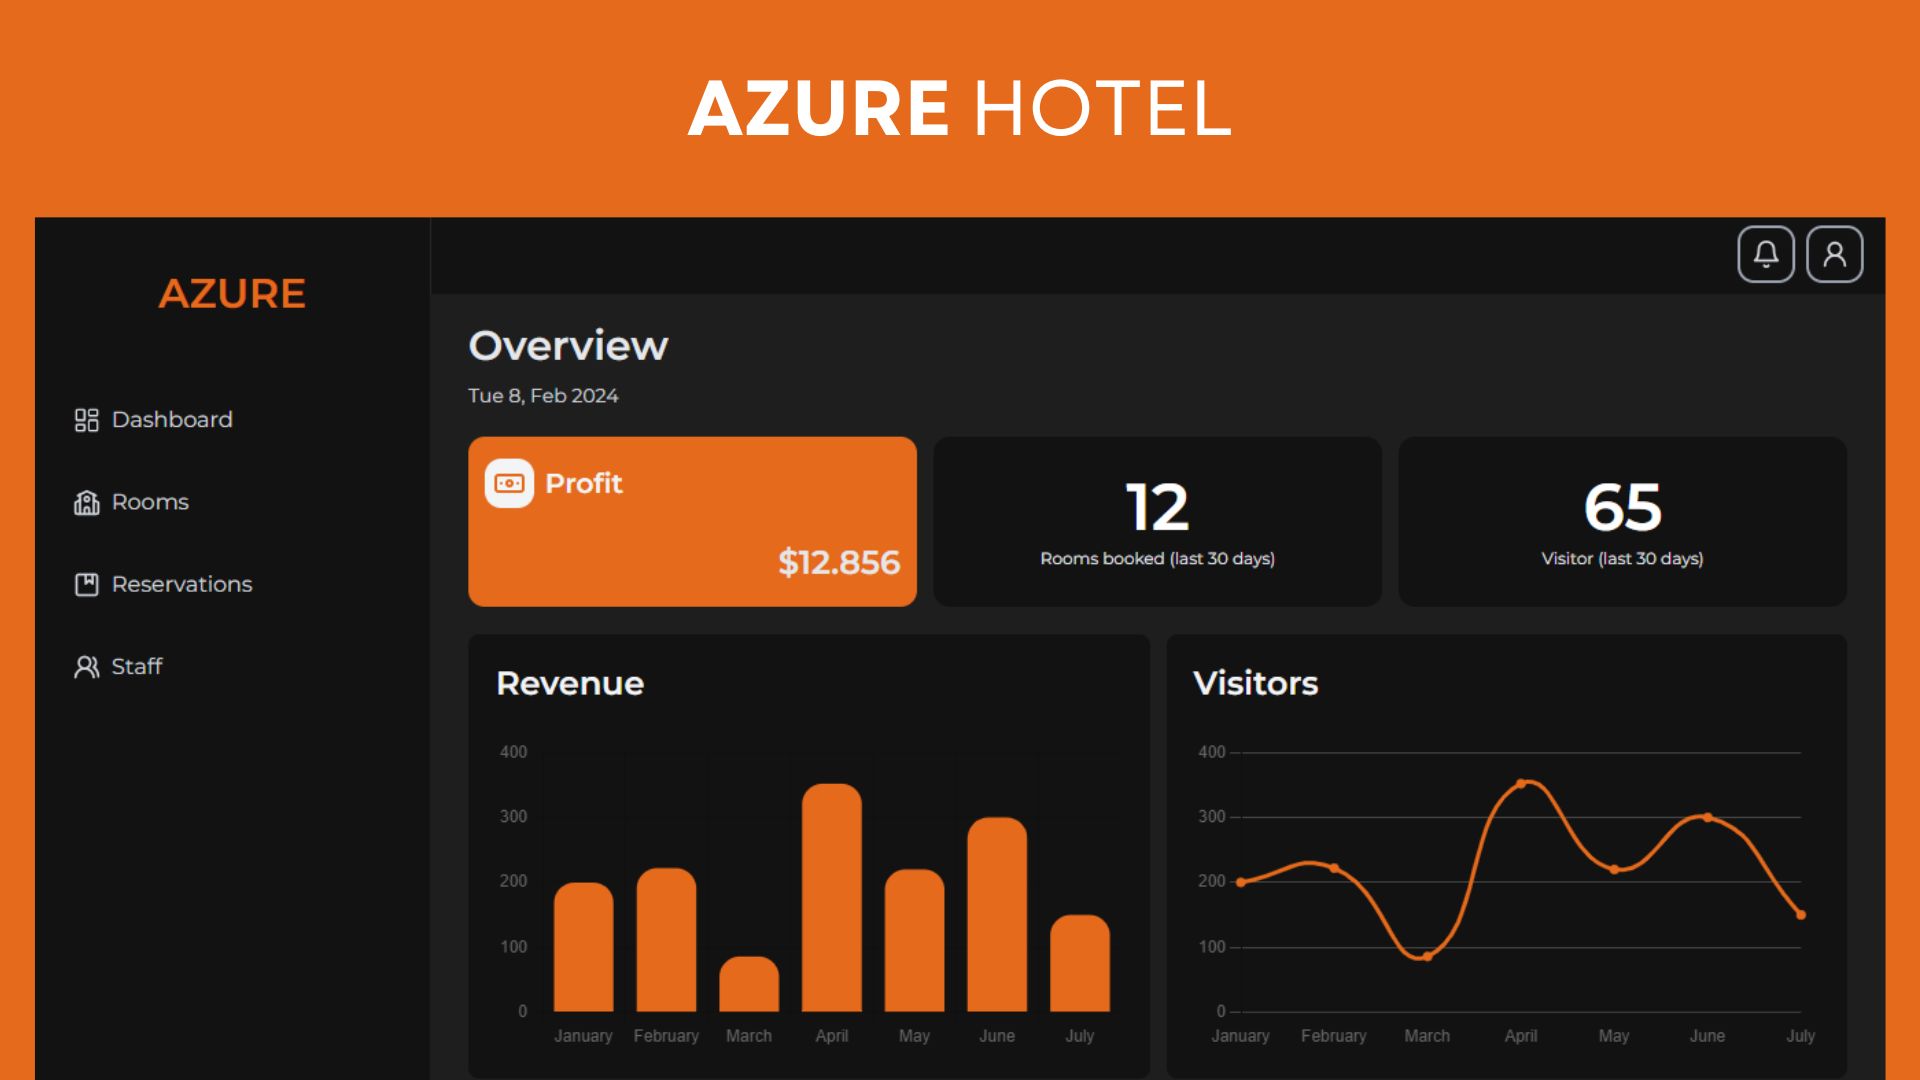 AZURE HOTEL
AZURE
Dashboard
Rooms
Reservations
Staff
Overview
Tue 8, Feb 2024
Profit
$12.856
12
Rooms booked (last 30 days)
65
Visitor (last 30 days)
Revenue
400
300
200
100
0
January February March April May June July
Visitors
400
300
200
100
0
January February March April May June July